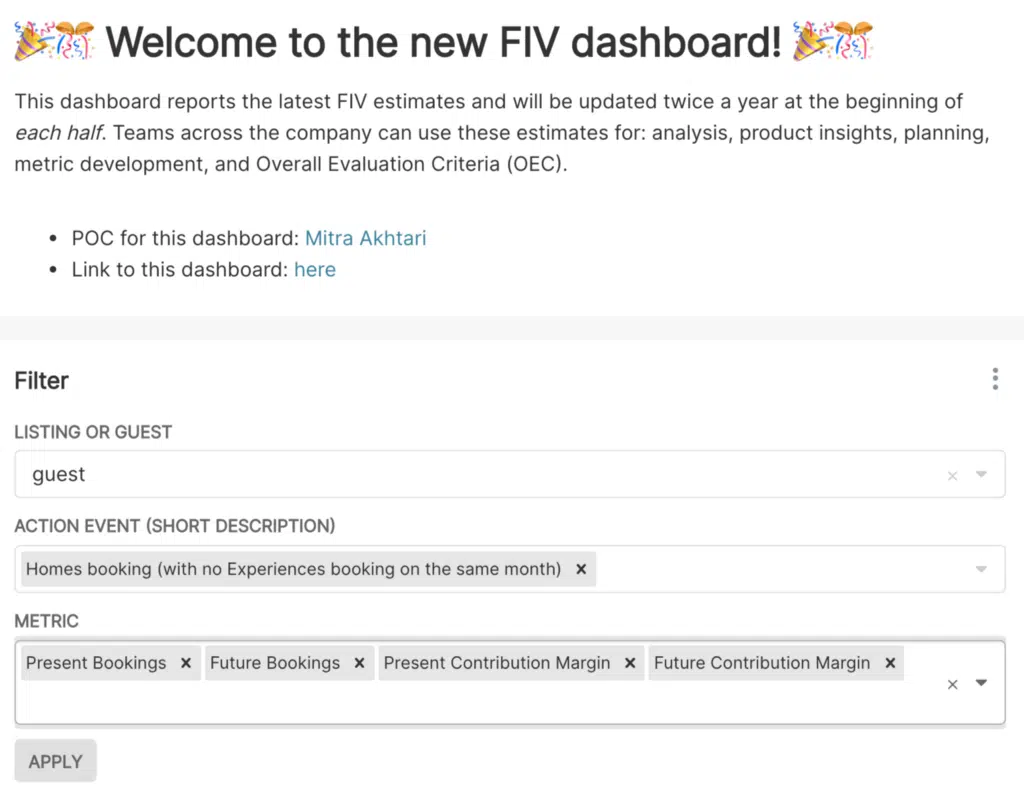 Welcome to the new FIV dashboard!
This dashboard reports the latest FIV estimates and will be updated twice a year at the beginning of
each half. Teams across the company can use these estimates for: analysis, product insights, planning,
metric development, and Overall Evaluation Criteria (OEC).
• POC for this dashboard: Mitra Akhtari
• Link to this dashboard: here
Filter
LISTING OR GUEST
guest
ACTION EVENT (SHORT DESCRIPTION)
Homes booking (with no Experiences booking on the same month) ×
METRIC
Present Bookings × Future Bookings × Present Contribution Margin × Future Contribution Margin ×
APPLY